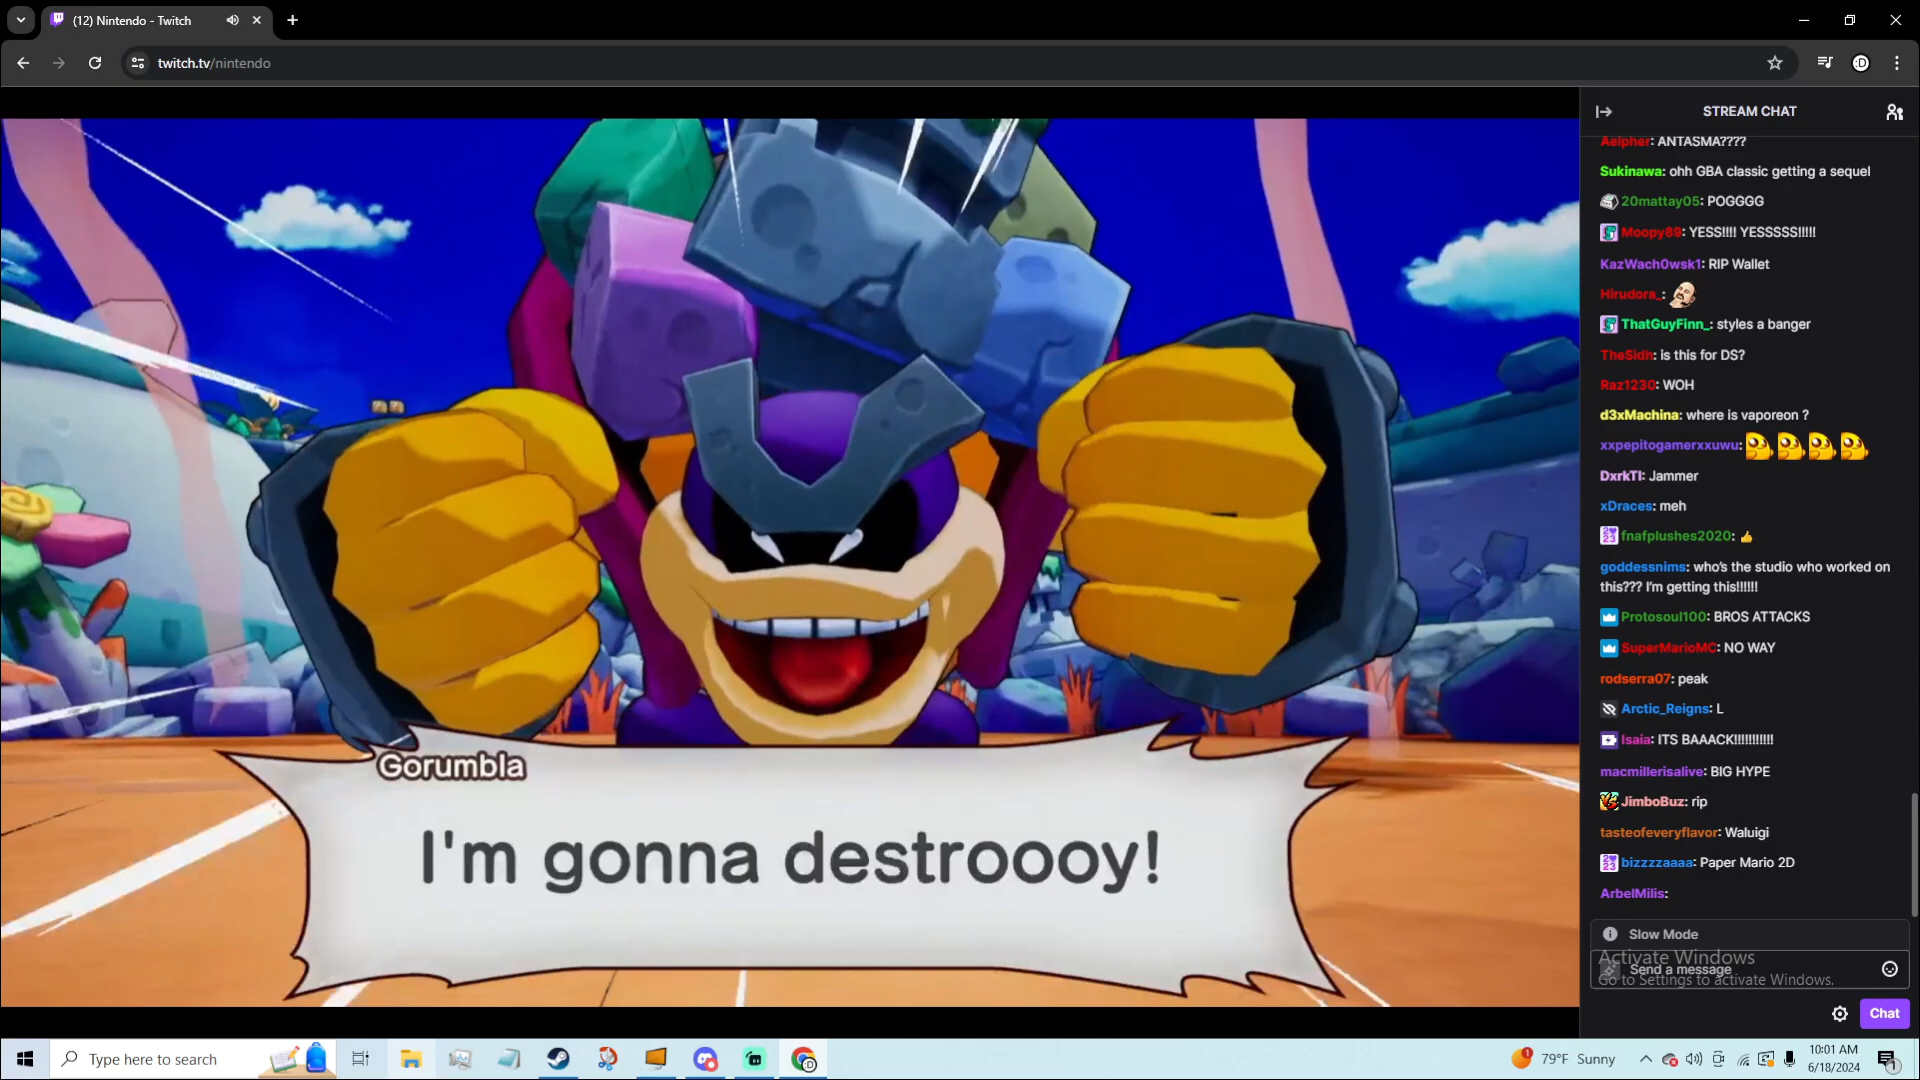 (12) Nintendo - Twitch
twitch.tv/nintendo
STREAM CHAT
Aelpher: ANTASMA????
Sukinawa: ohh GBA classic getting a sequel
20mattay05: POGGGG
Moopy89: YESS!!!! YESSSSS!!!!!
KazWach0wsk1: RIP Wallet
Hirudora_:
ThatGuyFinn_: styles a banger
TheSidh: is this for DS?
Raz1230: WOH
d3xMachina: where is vaporeon ?
xxpepitogamerxxuwu:
DxrkTI: Jammer
xDraces: meh
fnafplushes2020: 👍
goddessnims: who's the studio who worked on
this??? I'm getting this!!!!!!
Protosoul100: BROS ATTACKS
SuperMarioMC: NO WAY
rodserra07: peak
Arctic_Reigns: L
Isaia: ITS BAAACK!!!!!!!!!!!
macmillerisalive: BIG HYPE
JimboBuz: rip
tasteofeveryflavor: Waluigi
bizzzzaaaa: Paper Mario 2D
ArbelMilis:
Slow Mode
Send a message
Activate Windows
Go to Settings to activate Windows.
Chat
Gorumbla
I'm gonna destroooy!
Type here to search
79°F Sunny
10:01 AM
6/18/2024